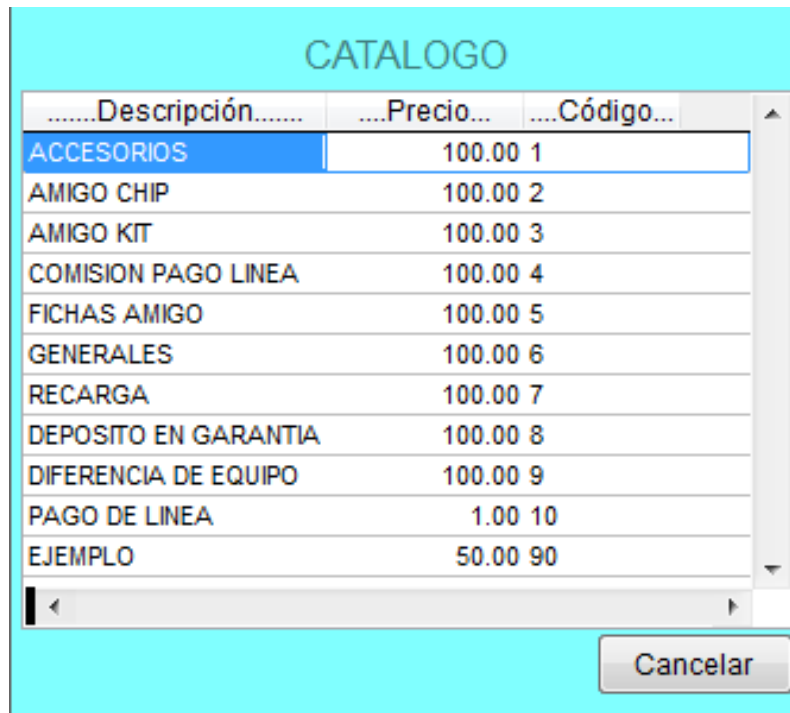 CATALOGO
.......Descripción....... ....Precio... ....Código...
ACCESORIOS 100.00 1
AMIGO CHIP 100.00 2
AMIGO KIT 100.00 3
COMISION PAGO LINEA 100.00 4
FICHAS AMIGO 100.00 5
GENERALES 100.00 6
RECARGA 100.00 7
DEPOSITO EN GARANTIA 100.00 8
DIFERENCIA DE EQUIPO 100.00 9
PAGO DE LINEA 1.00 10
EJEMPLO 50.00 90
Cancelar